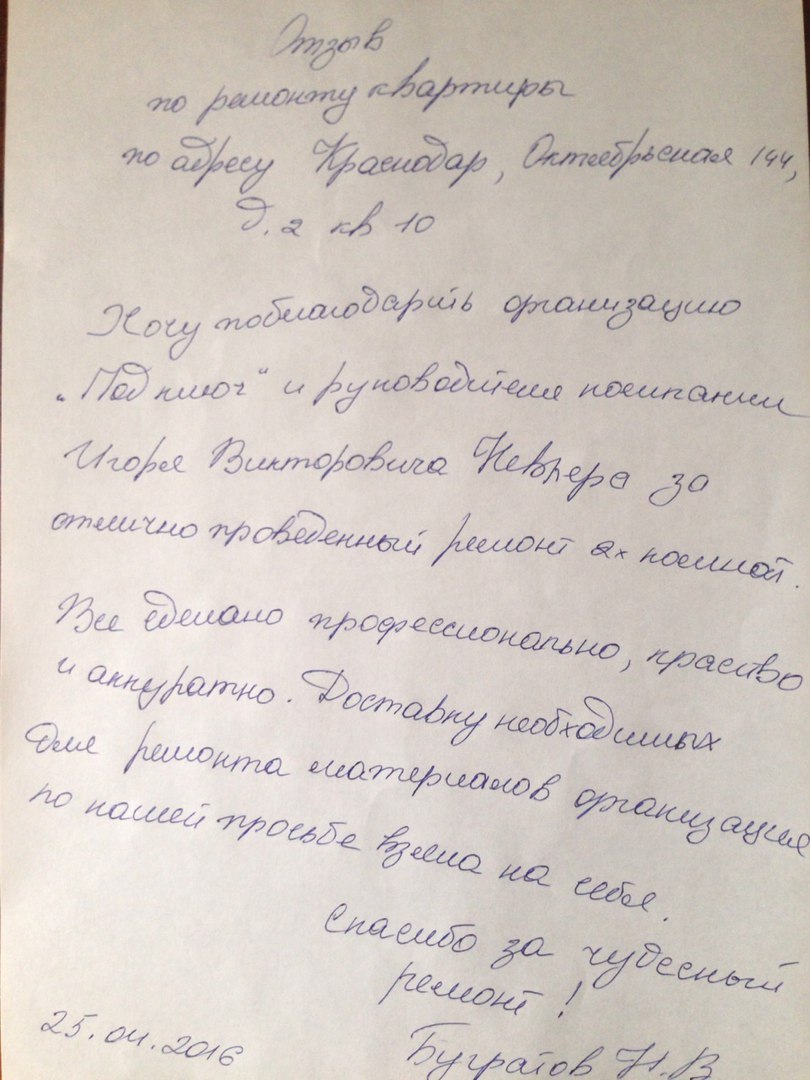 Отзыв
по ремонту квартиры
по адресу Краснодар, Октябрьская 144,
д. 2 кв 10
Хочу поблагодарить организацию
„Под ключ“ и руководителя компании
Игоря Викторовича за
отлично проведенный ремонт 2х комнат.
Все сделано профессионально, красиво
и аккуратно. Доставку необходимых
для ремонта материалов организация
по нашей просьбе взяла на себя.
Спасибо за чудесный
ремонт!
25.04.2016
Н.В